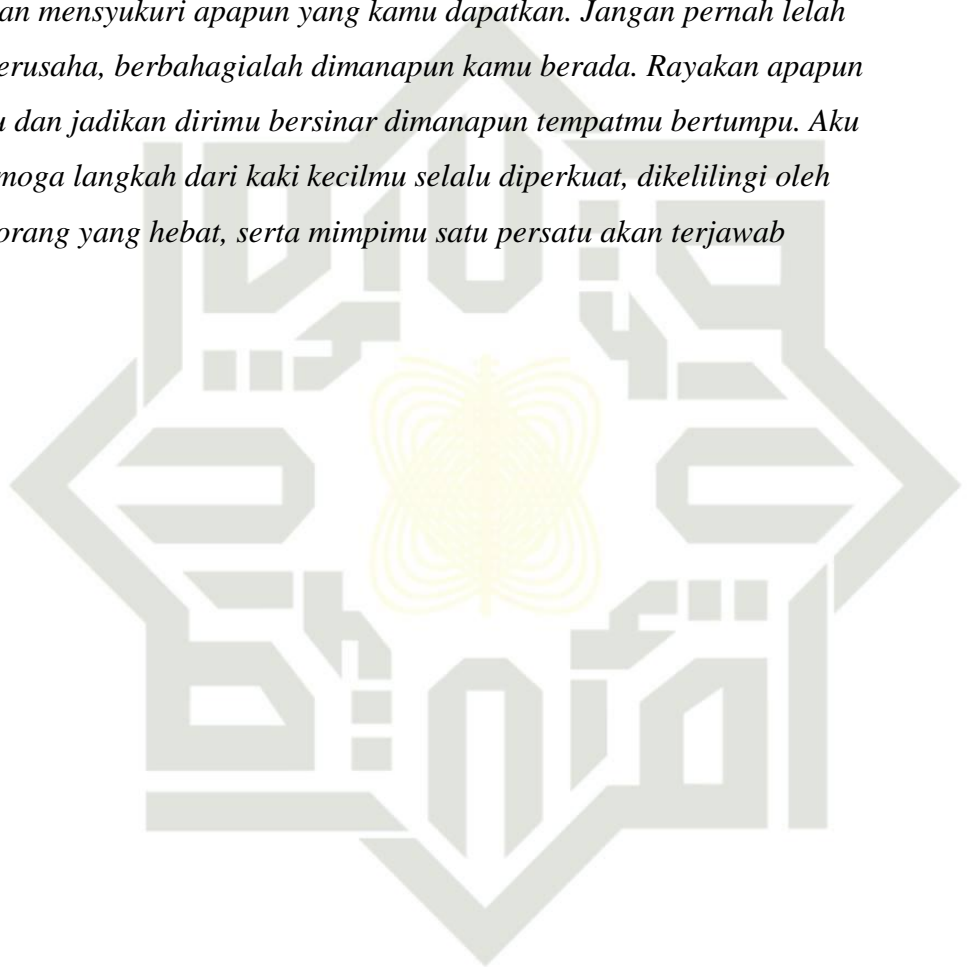 an mensyukuri apapun yang kamu dapatkan. Jangan pernah lelah
erusaha, berbahagialah dimanapun kamu berada. Rayakan apapun
u dan jadikan dirimu bersinar dimanapun tempatmu bertumpu. Aku
moga langkah dari kaki kecilmu selalu diperkuat, dikelilingi oleh
orang yang hebat, serta mimpimu satu persatu akan terjawab